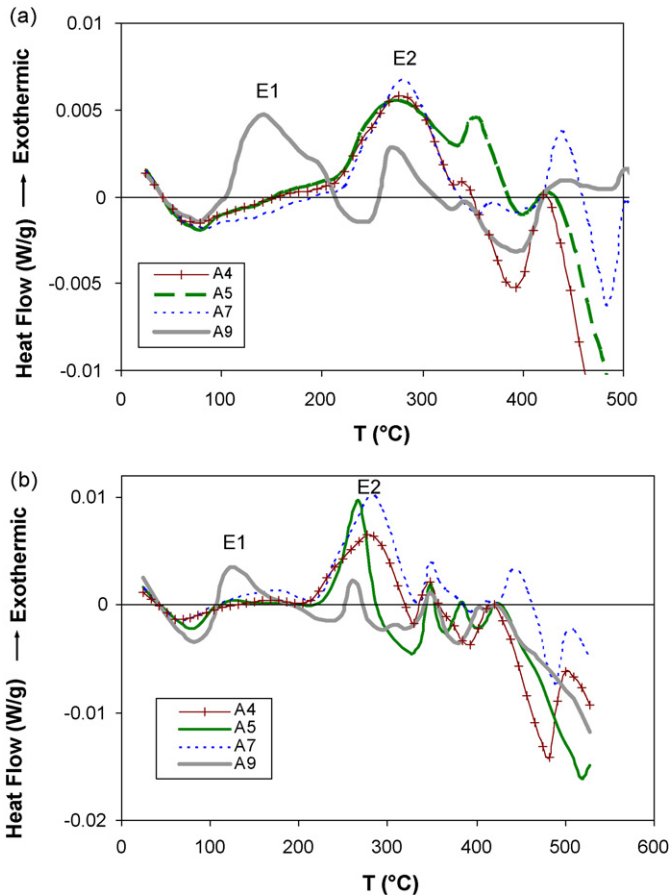 (a)
0.01
0.005
0
-0.005
-0.01
Heat Flow (W/g) → Exothermic
E1
E2
A4
A5
A7
A9
0 100 200 300 400 500
T (°C)
(b)
0.01
0
-0.01
-0.02
Heat Flow (W/g) → Exothermic
E1
E2
A4
A5
A7
A9
0 100 200 300 400 500 600
T (°C)